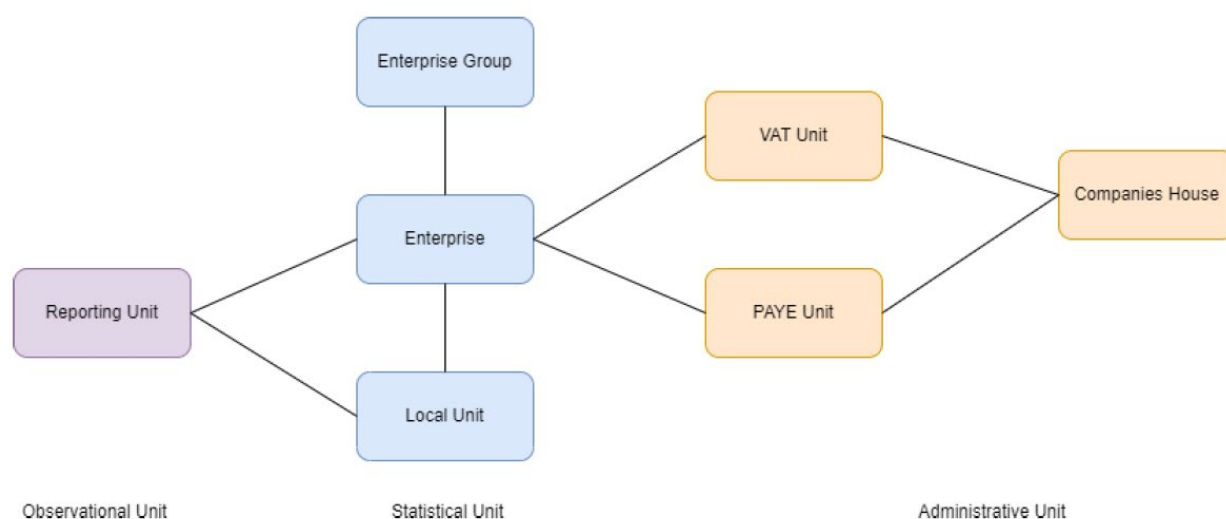 Enterprise Group
VAT Unit
Companies House
Enterprise
Reporting Unit
PAYE Unit
Local Unit
Observational Unit
Statistical Unit
Administrative Unit